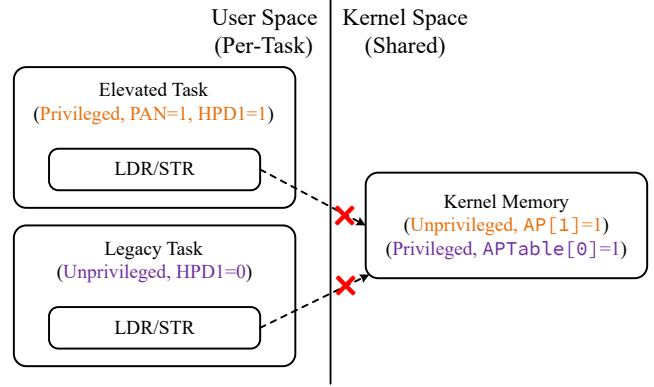 User Space
(Per-Task)
Kernel Space
(Shared)
Elevated Task
(Privileged, PAN=1, HPD1=1)
LDR/STR
Kernel Memory
(Unprivileged, AP[1]=1)
(Privileged, APTable[0]=1)
Legacy Task
(Unprivileged, HPD1=0)
LDR/STR